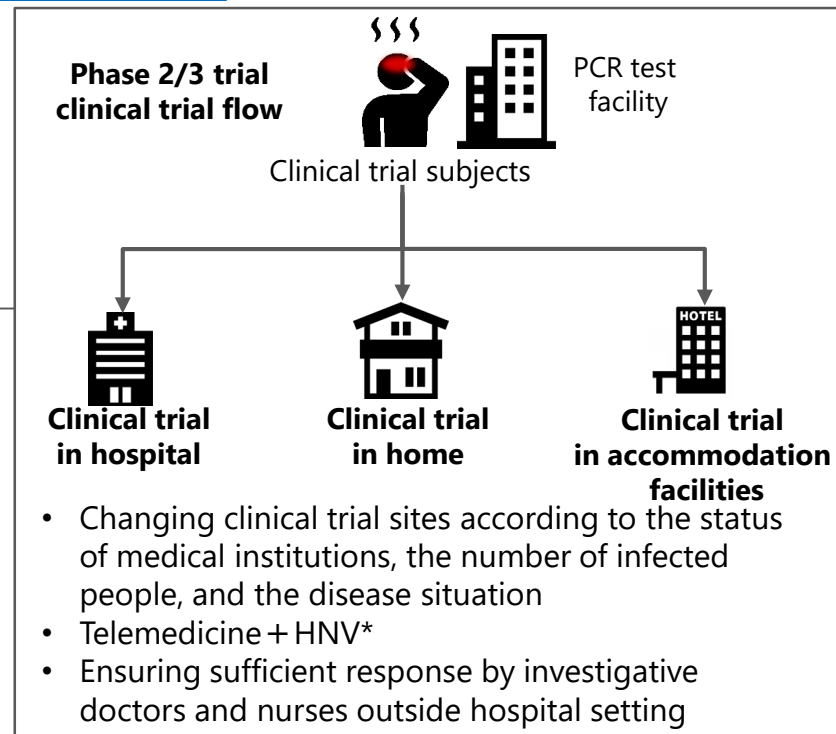 Phase 2/3 trial
clinical trial flow
PCR test
facility
Clinical trial subjects
HOTEL
Clinical trial
in hospital
Clinical trial
in home
Clinical trial
in accommodation
facilities
• Changing clinical trial sites according to the status
of medical institutions, the number of infected
people, and the disease situation
• Telemedicine＋HNV*
• Ensuring sufficient response by investigative
doctors and nurses outside hospital setting